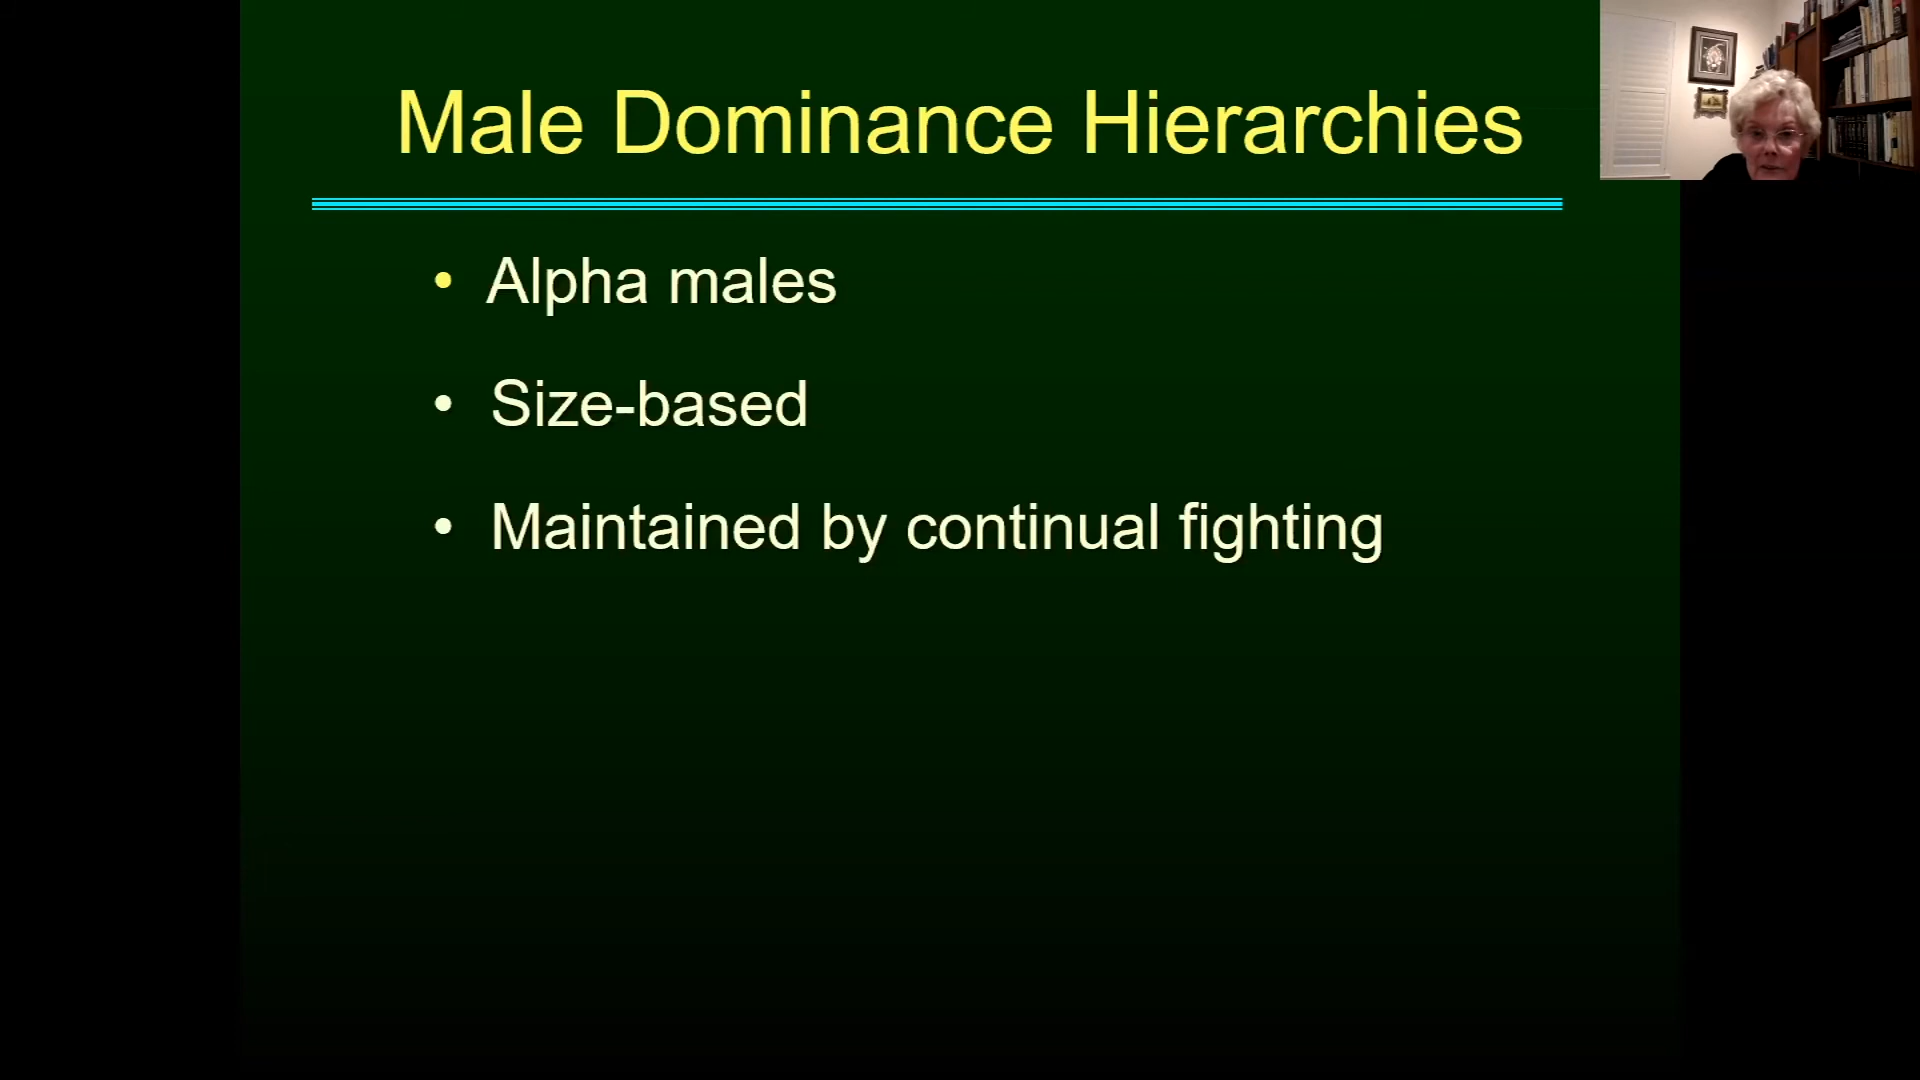 Male Dominance Hierarchies
• Alpha males
• Size-based
• Maintained by continual fighting